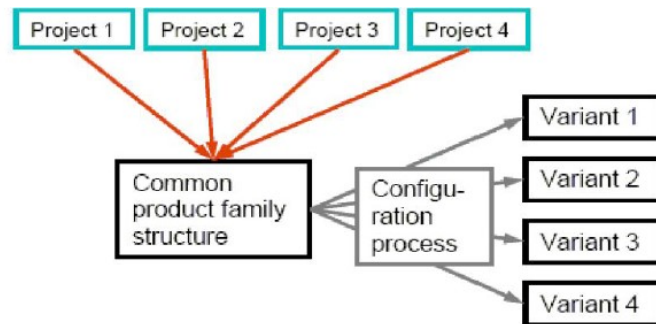 Project 1
Project 2
Project 3
Project 4
Common
product family
structure
Configu-
ration
process
Variant 1
Variant 2
Variant 3
Variant 4